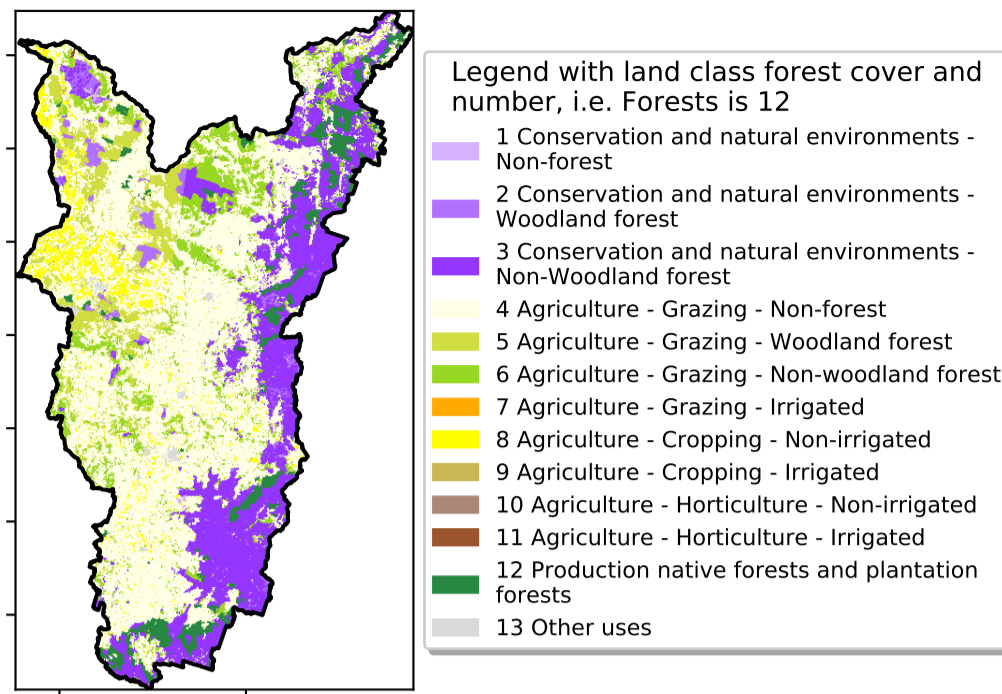 Legend with land class forest cover and
number, i.e. Forests is 12
1 Conservation and natural environments -
Non-forest
2 Conservation and natural environments -
Woodland forest
3 Conservation and natural environments -
Non-Woodland forest
4 Agriculture - Grazing - Non-forest
5 Agriculture - Grazing - Woodland forest
6 Agriculture - Grazing - Non-woodland forest
7 Agriculture - Grazing - Irrigated
8 Agriculture - Cropping - Non-irrigated
9 Agriculture - Cropping - Irrigated
10 Agriculture - Horticulture - Non-irrigated
11 Agriculture - Horticulture - Irrigated
12 Production native forests and plantation
forests
13 Other uses